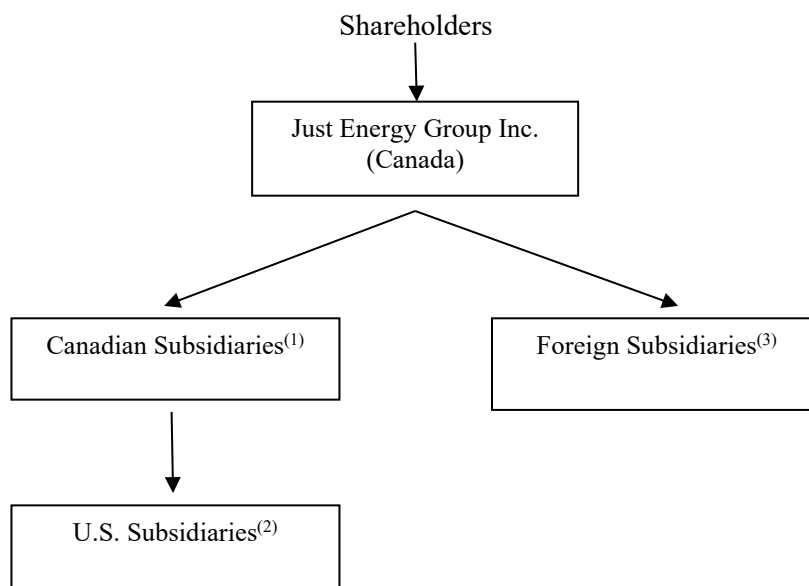 Shareholders
Just Energy Group Inc.
(Canada)
Canadian Subsidiaries(1)
Foreign Subsidiaries(3)
U.S. Subsidiaries(2)